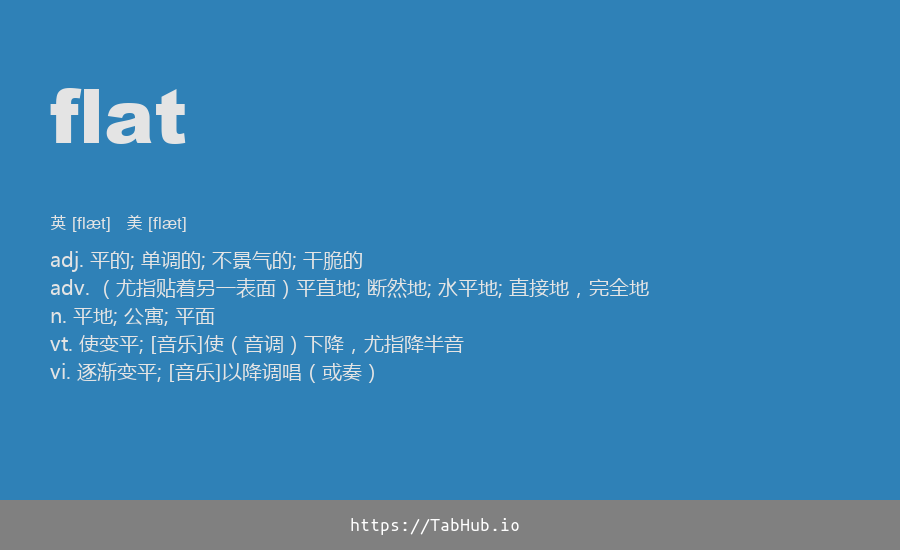 flat
英 [flæt] 美 [flæt]
adj. 平的; 单调的; 不景气的; 干脆的
adv. （尤指贴着另一表面）平直地; 断然地; 水平地; 直接地，完全地
n. 平地; 公寓; 平面
vt. 使变平; [音乐]使（音调）下降，尤指降半音
vi. 逐渐变平; [音乐]以降调唱（或奏）
https://TabHub.io